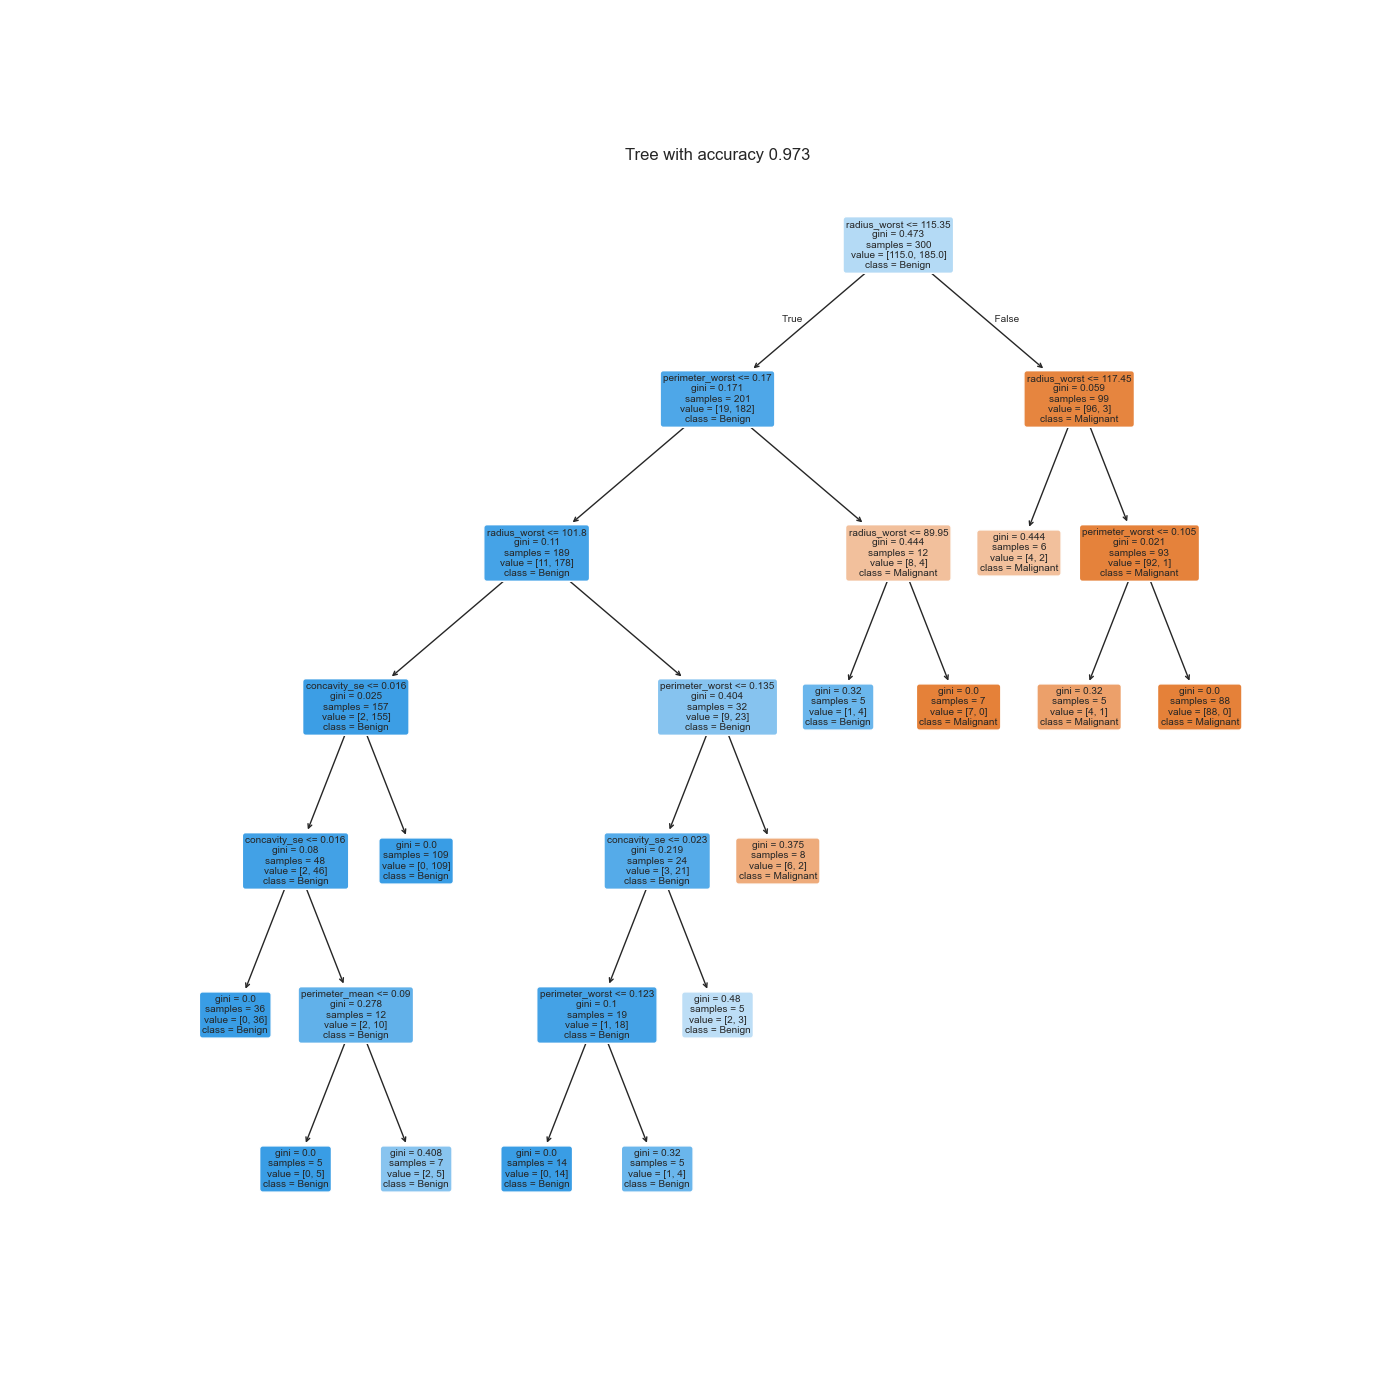 Tree with accuracy 0.973
radius_worst <= 115.35
gini = 0.473
samples = 300
value = [115.0, 185.0]
class = Benign
True
False
perimeter_worst <= 0.17
gini = 0.171
samples = 201
value = [19, 182]
class = Benign
radius_worst <= 117.45
gini = 0.059
samples = 99
value = [96, 3]
class = Malignant
radius_worst <= 101.8
gini = 0.11
samples = 189
value = [11, 178]
class = Benign
radius_worst <= 89.95
gini = 0.444
samples = 12
value = [8, 4]
class = Malignant
gini = 0.444
samples = 6
value = [4, 2]
class = Malignant
perimeter_worst <= 0.105
gini = 0.021
samples = 93
value = [92, 1]
class = Malignant
concavity_se <= 0.016
gini = 0.025
samples = 157
value = [2, 155]
class = Benign
perimeter_worst <= 0.135
gini = 0.404
samples = 32
value = [9, 23]
class = Benign
gini = 0.32
samples = 5
value = [1, 4]
class = Benign
gini = 0.0
samples = 7
value = [7, 0]
class = Malignant
gini = 0.32
samples = 5
value = [4, 1]
class = Malignant
gini = 0.0
samples = 88
value = [88, 0]
class = Malignant
concavity_se <= 0.016
gini = 0.08
samples = 48
value = [2, 46]
class = Benign
gini = 0.0
samples = 109
value = [0, 109]
class = Benign
concavity_se <= 0.023
gini = 0.219
samples = 24
value = [3, 21]
class = Benign
gini = 0.375
samples = 8
value = [6, 2]
class = Malignant
gini = 0.0
samples = 36
value = [0, 36]
class = Benign
perimeter_mean <= 0.09
gini = 0.278
samples = 12
value = [2, 10]
class = Benign
perimeter_worst <= 0.123
gini = 0.1
samples = 19
value = [1, 18]
class = Benign
gini = 0.48
samples = 5
value = [2, 3]
class = Benign
gini = 0.0
samples = 5
value = [0, 5]
class = Benign
gini = 0.408
samples = 7
value = [2, 5]
class = Benign
gini = 0.0
samples = 14
value = [0, 14]
class = Benign
gini = 0.32
samples = 5
value = [1, 4]
class = Benign